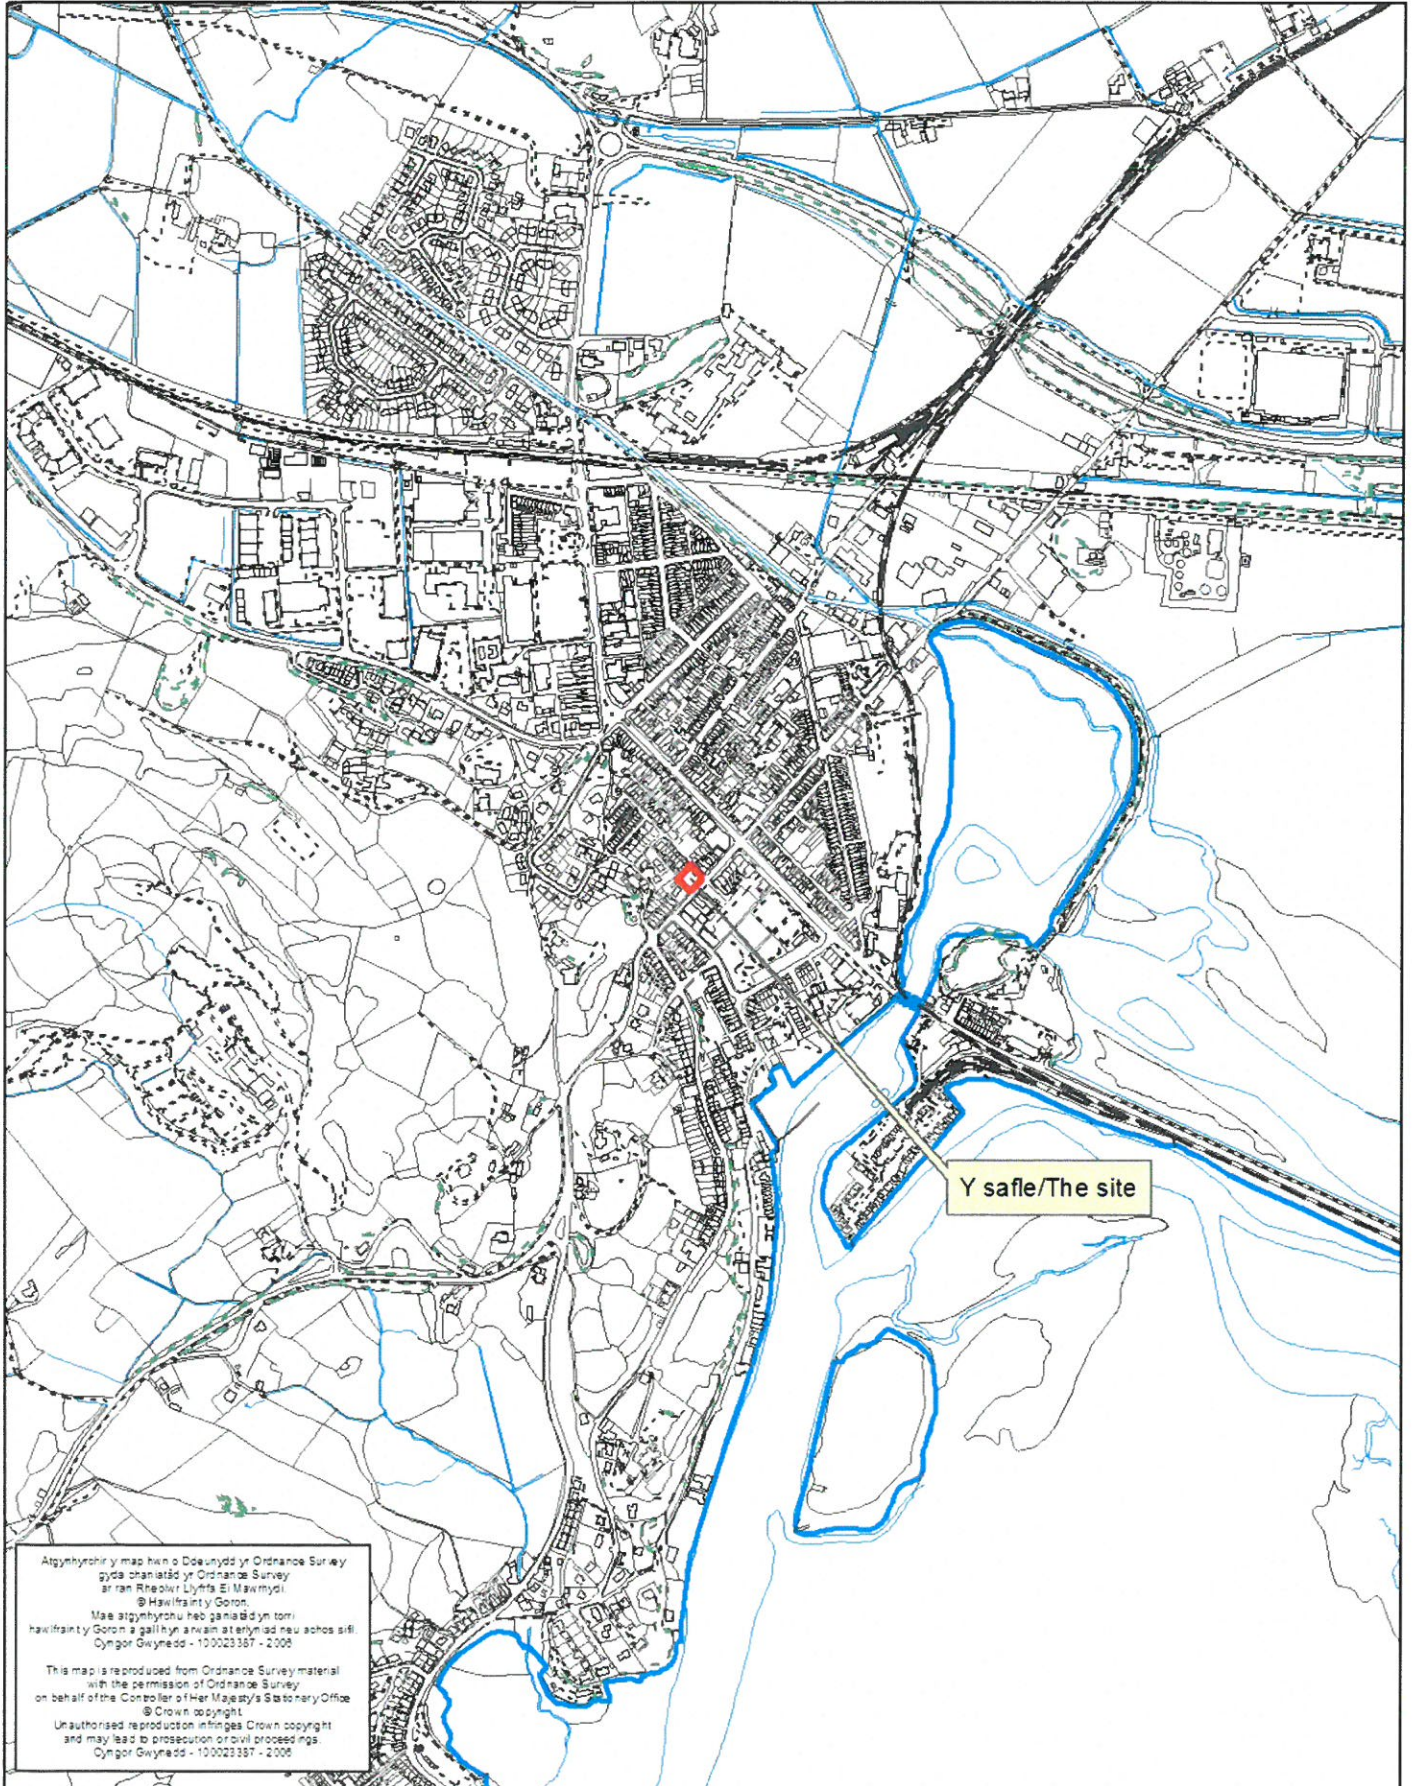 Y safle/The site
Atgynhyrchir y map hwn o Ddeunydd yr Ordnance Survey
gyda chaniatâd yr Ordnance Survey
ar ran Rheolwr Llyfrfa Ei Mawrhydi.
© Hawlfraint y Goron.
Mae atgynhyrchu heb ganiatâd yn torri
hawlfraint y Goron a gall hyn arwain at erlyniad neu achos sifil.
Cyngor Gwynedd - 100023387 - 2008
This map is reproduced from Ordnance Survey material
with the permission of Ordnance Survey
on behalf of the Controller of Her Majesty's Stationery Office
© Crown copyright.
Unauthorised reproduction infringes Crown copyright
and may lead to prosecution or civil proceedings.
Cyngor Gwynedd - 100023387 - 2008